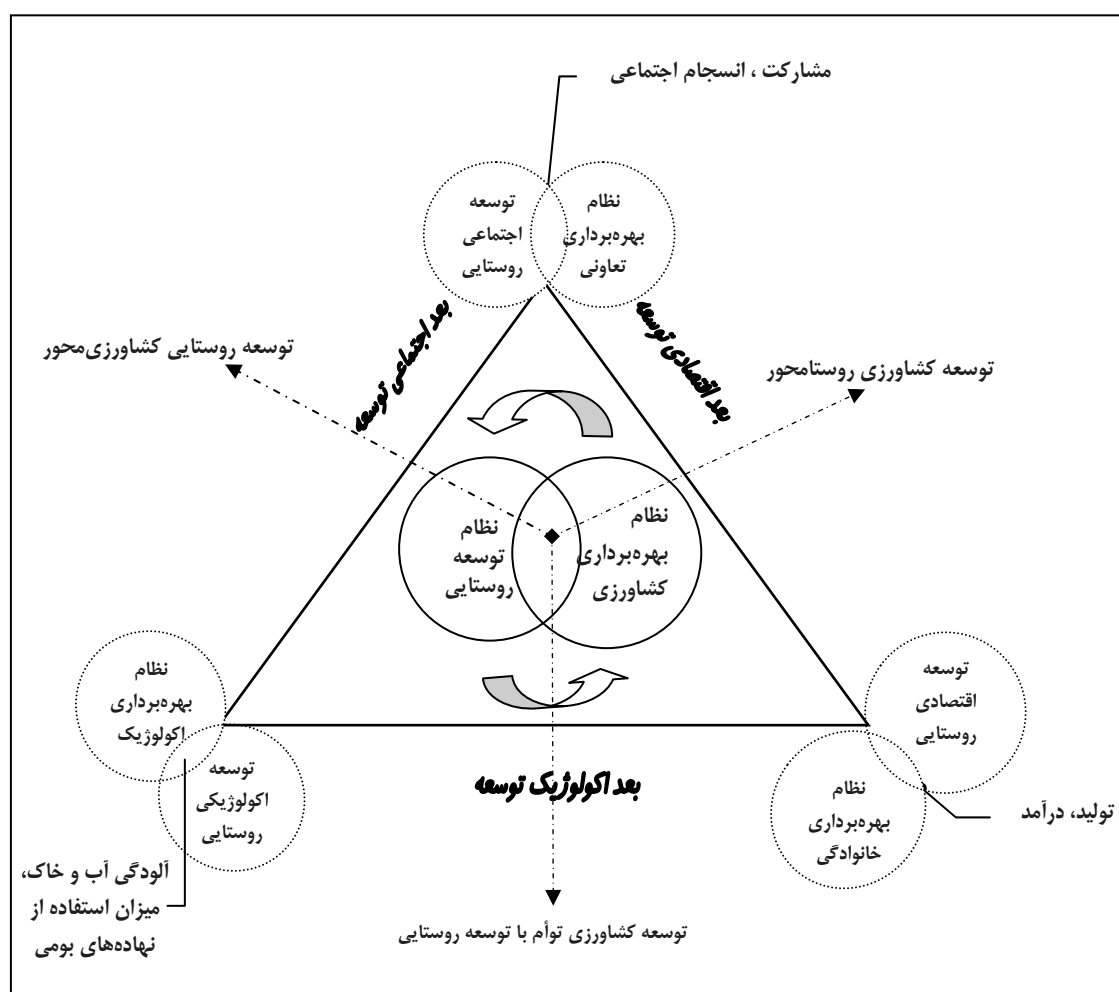 مشارکت ، انسجام اجتماعی
نظام
بهره‌برداری
تعاونی
توسعه
اجتماعی
روستایی
بعد اقتصادی توسعه
بعد اجتماعی توسعه
توسعه کشاورزی روستامحور
توسعه روستایی کشاورزی‌محور
نظام
بهره‌برداری
کشاورزی
نظام
توسعه
روستایی
توسعه
اقتصادی
روستایی
نظام
بهره‌برداری
خانوادگی
تولید، درآمد
نظام
بهره‌برداری
اکولوژیک
توسعه
اکولوژیکی
روستایی
بعد اکولوژیک توسعه
آلودگی آب و خاک،
میزان استفاده از
نهاده‌های بومی
توسعه کشاورزی توأم با توسعه روستایی